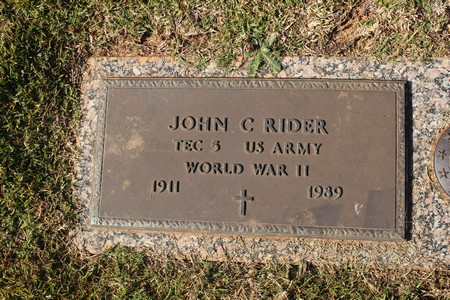 JOHN C RIDER
TEC 5 US ARMY
WORLD WAR II
1911 1989